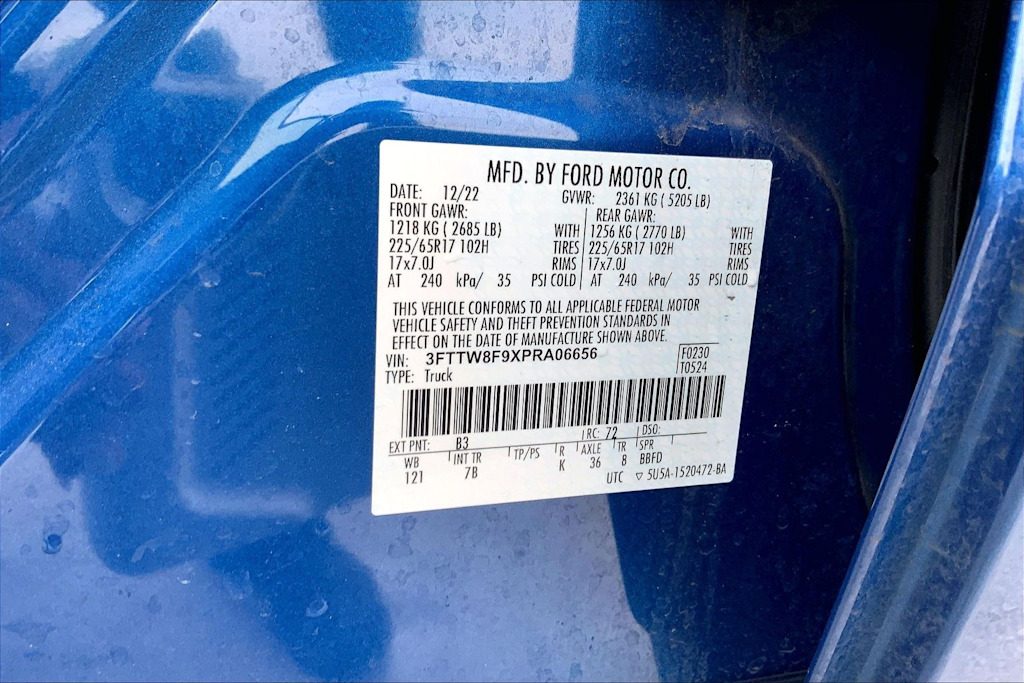 MFD. BY FORD MOTOR CO.
DATE: 12/22 GVWR: 2361 KG ( 5205 LB)
FRONT GAWR: REAR GAWR:
1218 KG ( 2685 LB) WITH 1256 KG ( 2770 LB) WITH
225/65R17 102H TIRES 225/65R17 102H TIRES
17x7.0J RIMS 17x7.0J RIMS
AT 240 kPa/ 35 PSI COLD AT 240 kPa/ 35 PSI COLD
THIS VEHICLE CONFORMS TO ALL APPLICABLE FEDERAL MOTOR
VEHICLE SAFETY AND THEFT PREVENTION STANDARDS IN
EFFECT ON THE DATE OF MANUFACTURE SHOWN ABOVE.
VIN: 3FTTW8F9XPRA06656 F0230
TYPE: Truck T0524
EXT PNT: B3 RC: 72 DSO:
WB INT TR TP/PS R AXLE TR SPR
121 7B K 36 8 BBFD
UTC ▽ 5U5A-1520472-BA